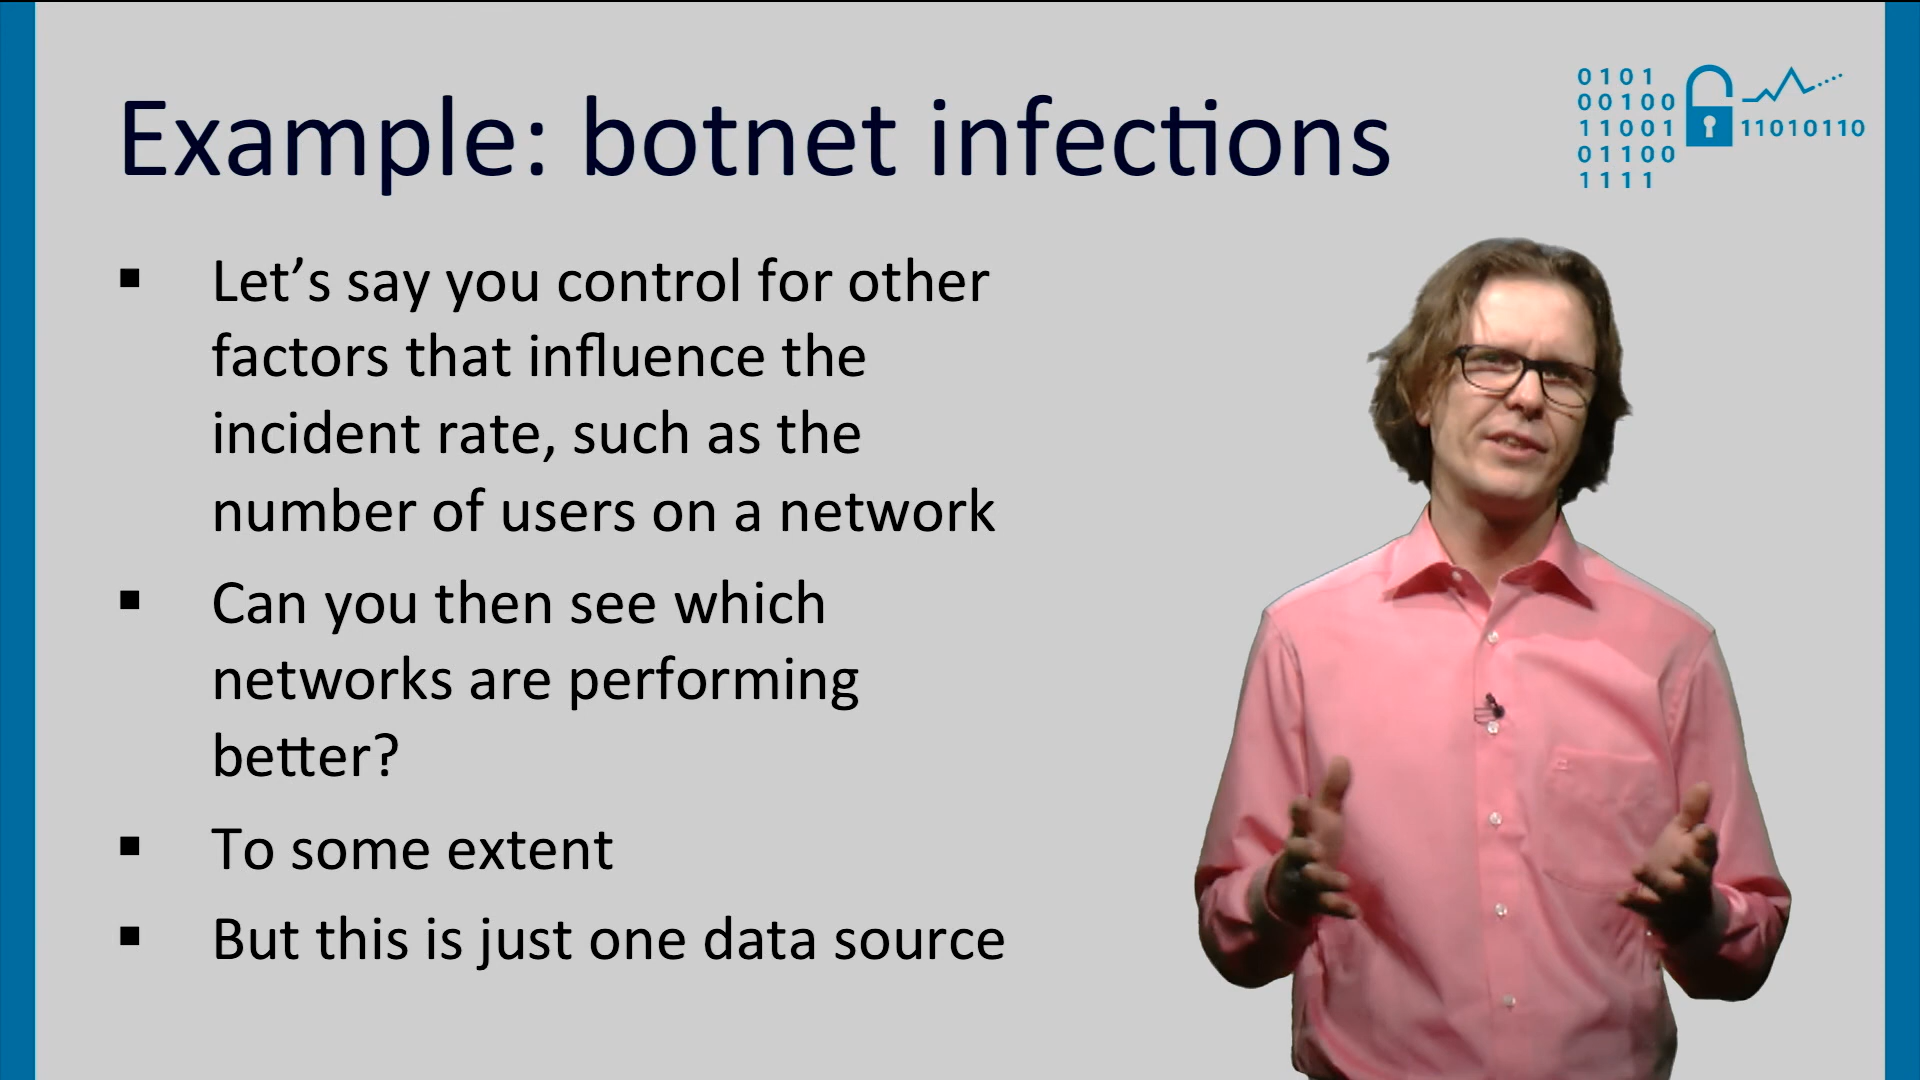 Example: botnet infections
0101
00100
11001
01100
1111
11010110
▪ Let's say you control for other
factors that influence the
incident rate, such as the
number of users on a network
▪ Can you then see which
networks are performing
better?
▪ To some extent
▪ But this is just one data source